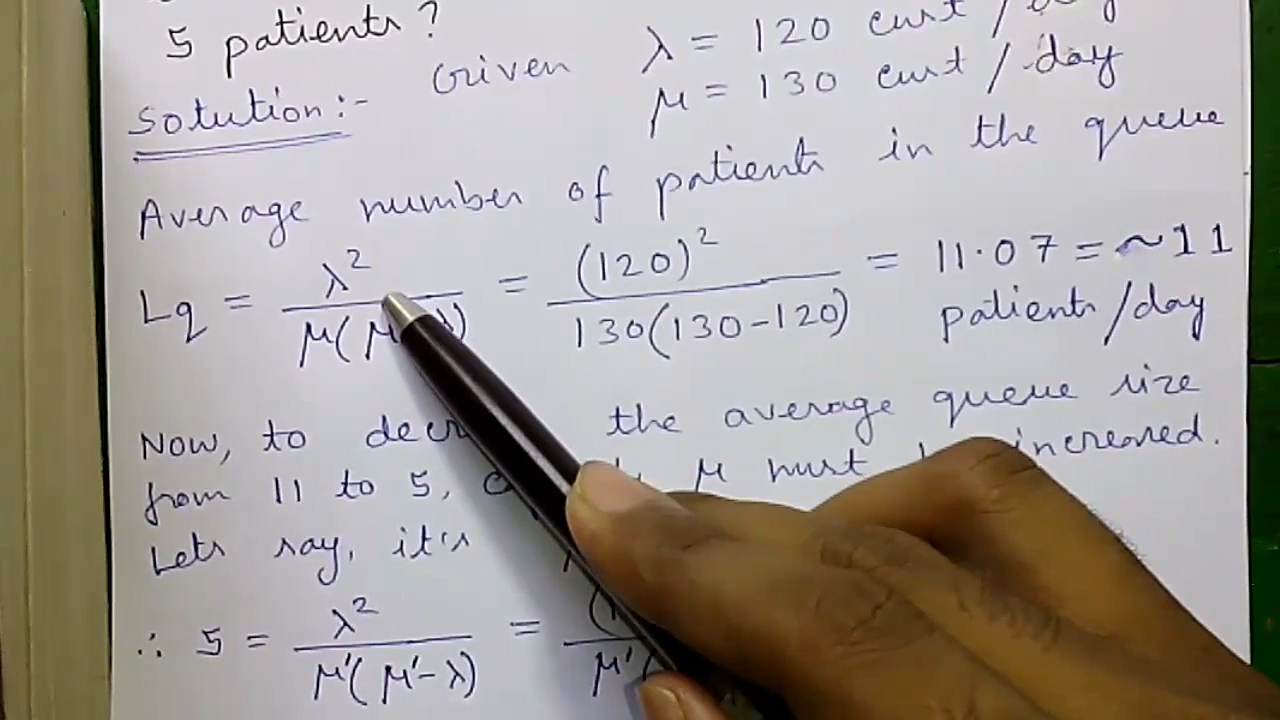 5 patients?
Solution:- Given λ = 120 cust /
μ = 130 cust / day
Average number of patients in the queue
Lq = λ² / μ(μ-λ) = (120)² / 130(130-120) = 11.07 = ~11 patients/day
Now, to the average queue size
from 11 to 5, μ must increased.
Lets say, it's
∴ 5 = λ² / μ'(μ'-λ) = μ'(